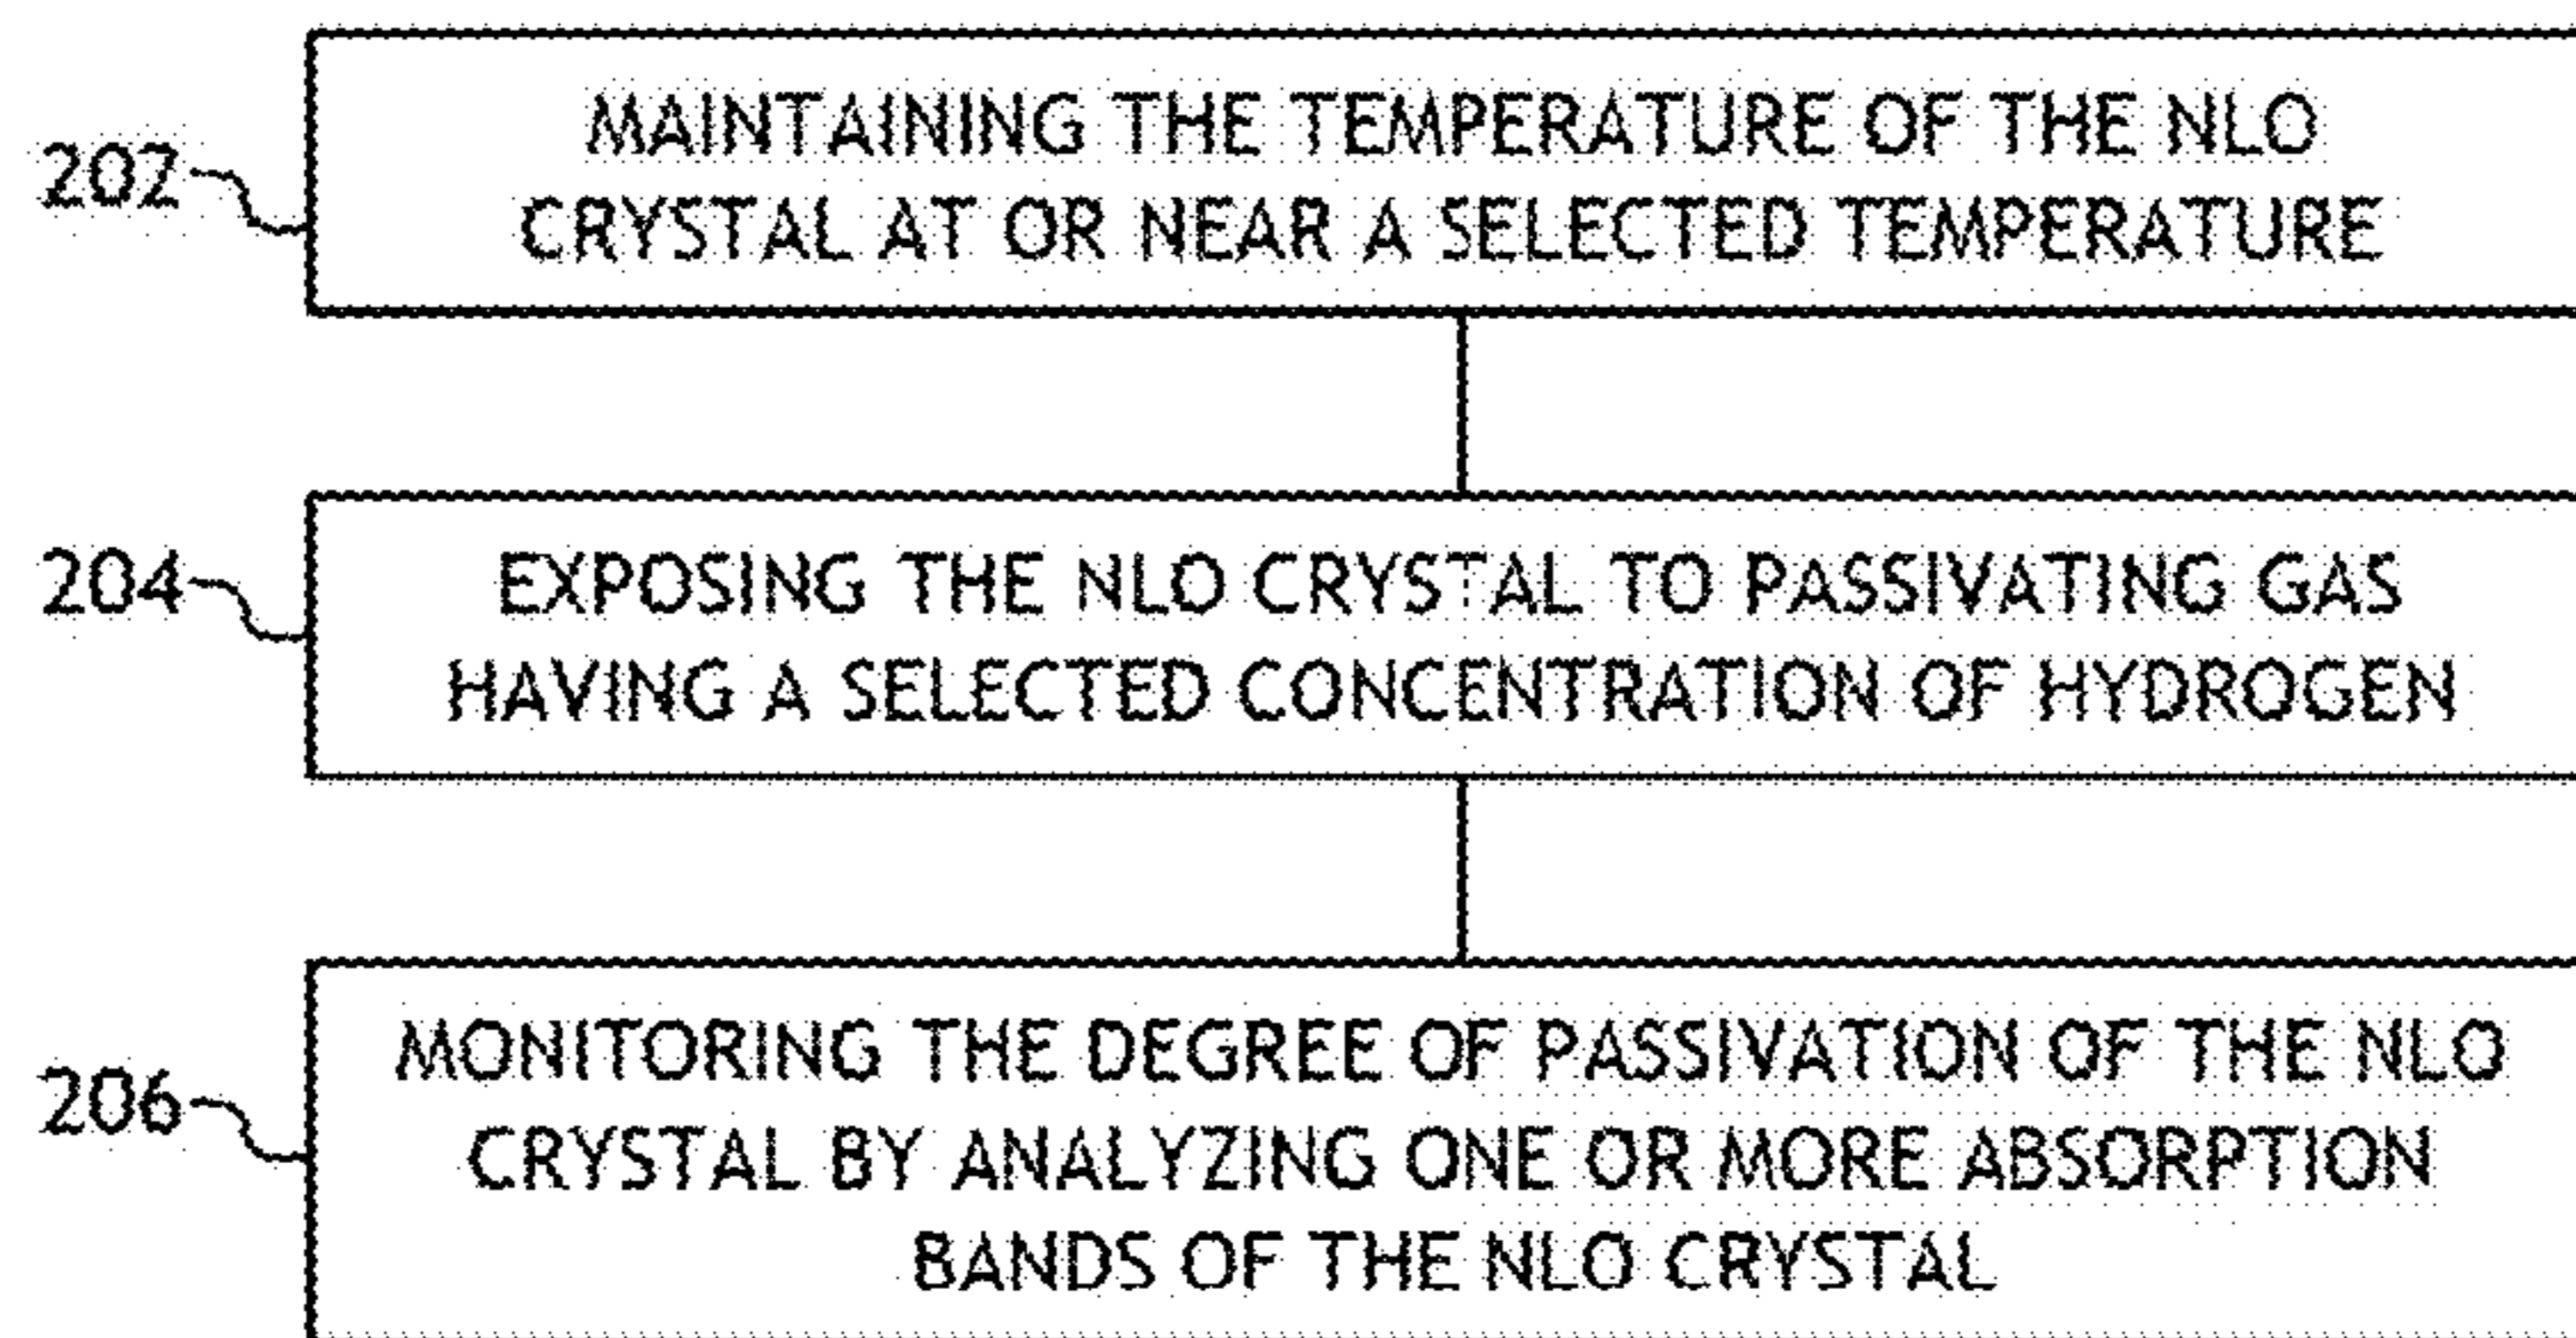 202
MAINTAINING THE TEMPERATURE OF THE NLO
CRYSTAL AT OR NEAR A SELECTED TEMPERATURE
204
EXPOSING THE NLO CRYSTAL TO PASSIVATING GAS
HAVING A SELECTED CONCENTRATION OF HYDROGEN
206
MONITORING THE DEGREE OF PASSIVATION OF THE NLO
CRYSTAL BY ANALYZING ONE OR MORE ABSORPTION
BANDS OF THE NLO CRYSTAL